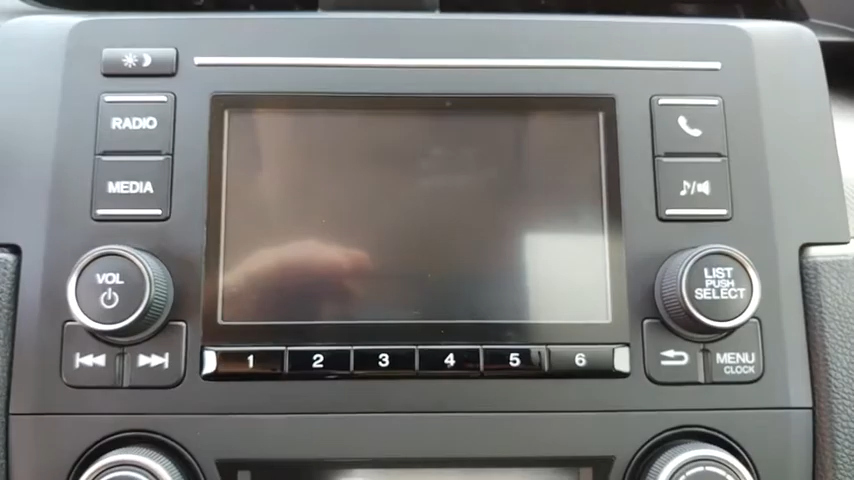 RADIO
MEDIA
VOL
LIST
PUSH
SELECT
1 2 3 4 5 6
MENU
CLOCK